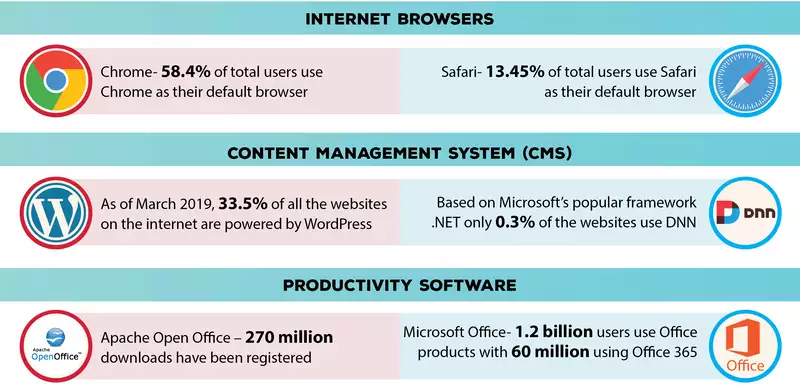 INTERNET BROWSERS
Chrome- 58.4% of total users use
Chrome as their default browser
Safari- 13.45% of total users use Safari
as their default browser
CONTENT MANAGEMENT SYSTEM (CMS)
As of March 2019, 33.5% of all the websites
on the internet are powered by WordPress
Based on Microsoft's popular framework
.NET only 0.3% of the websites use DNN
DNN
PRODUCTIVITY SOFTWARE
Apache
OpenOffice™
Apache Open Office – 270 million
downloads have been registered
Microsoft Office- 1.2 billion users use Office
products with 60 million using Office 365
Office